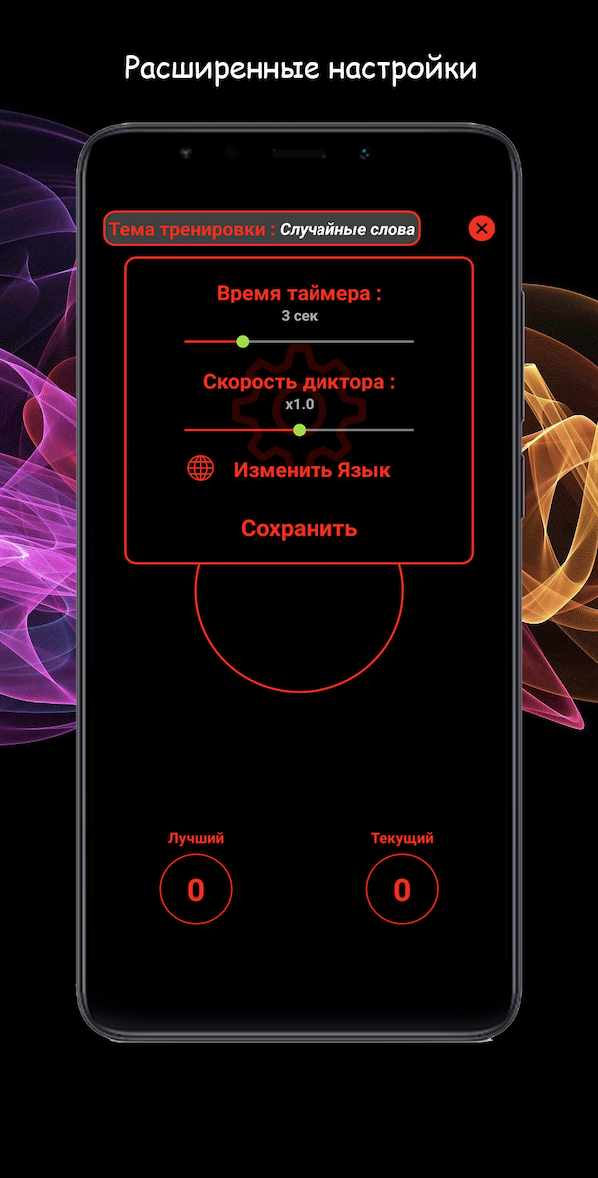 Расширенные настройки
Тема тренировки : Случайные слова
Время таймера :
3 сек
Скорость диктора :
x1.0
Изменить Язык
Сохранить
Лучший Текущий
0 0